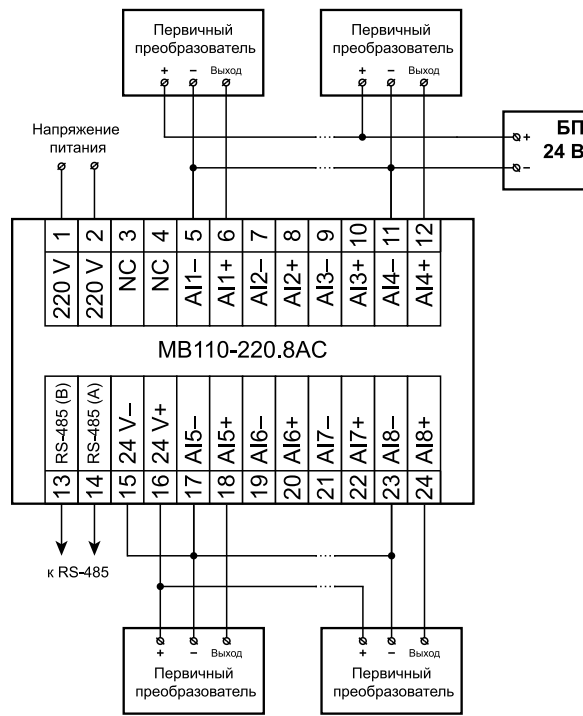 Первичный
преобразователь
+ – Выход
Первичный
преобразователь
+ – Выход
Напряжение
питания
+
–
БП
24 В
1 2 3 4 5 6 7 8 9 10 11 12
220 V 220 V NC NC AI1– AI1+ AI2– AI2+ AI3– AI3+ AI4– AI4+
МВ110-220.8АС
RS-485 (B) RS-485 (A) 24 V– 24 V+ AI5– AI5+ AI6– AI6+ AI7– AI7+ AI8– AI8+
13 14 15 16 17 18 19 20 21 22 23 24
к RS-485
+ – Выход
Первичный
преобразователь
+ – Выход
Первичный
преобразователь